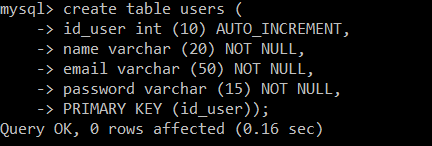 mysql> create table users (
    -> id_user int (10) AUTO_INCREMENT,
    -> name varchar (20) NOT NULL,
    -> email varchar (50) NOT NULL,
    -> password varchar (15) NOT NULL,
    -> PRIMARY KEY (id_user));
Query OK, 0 rows affected (0.16 sec)